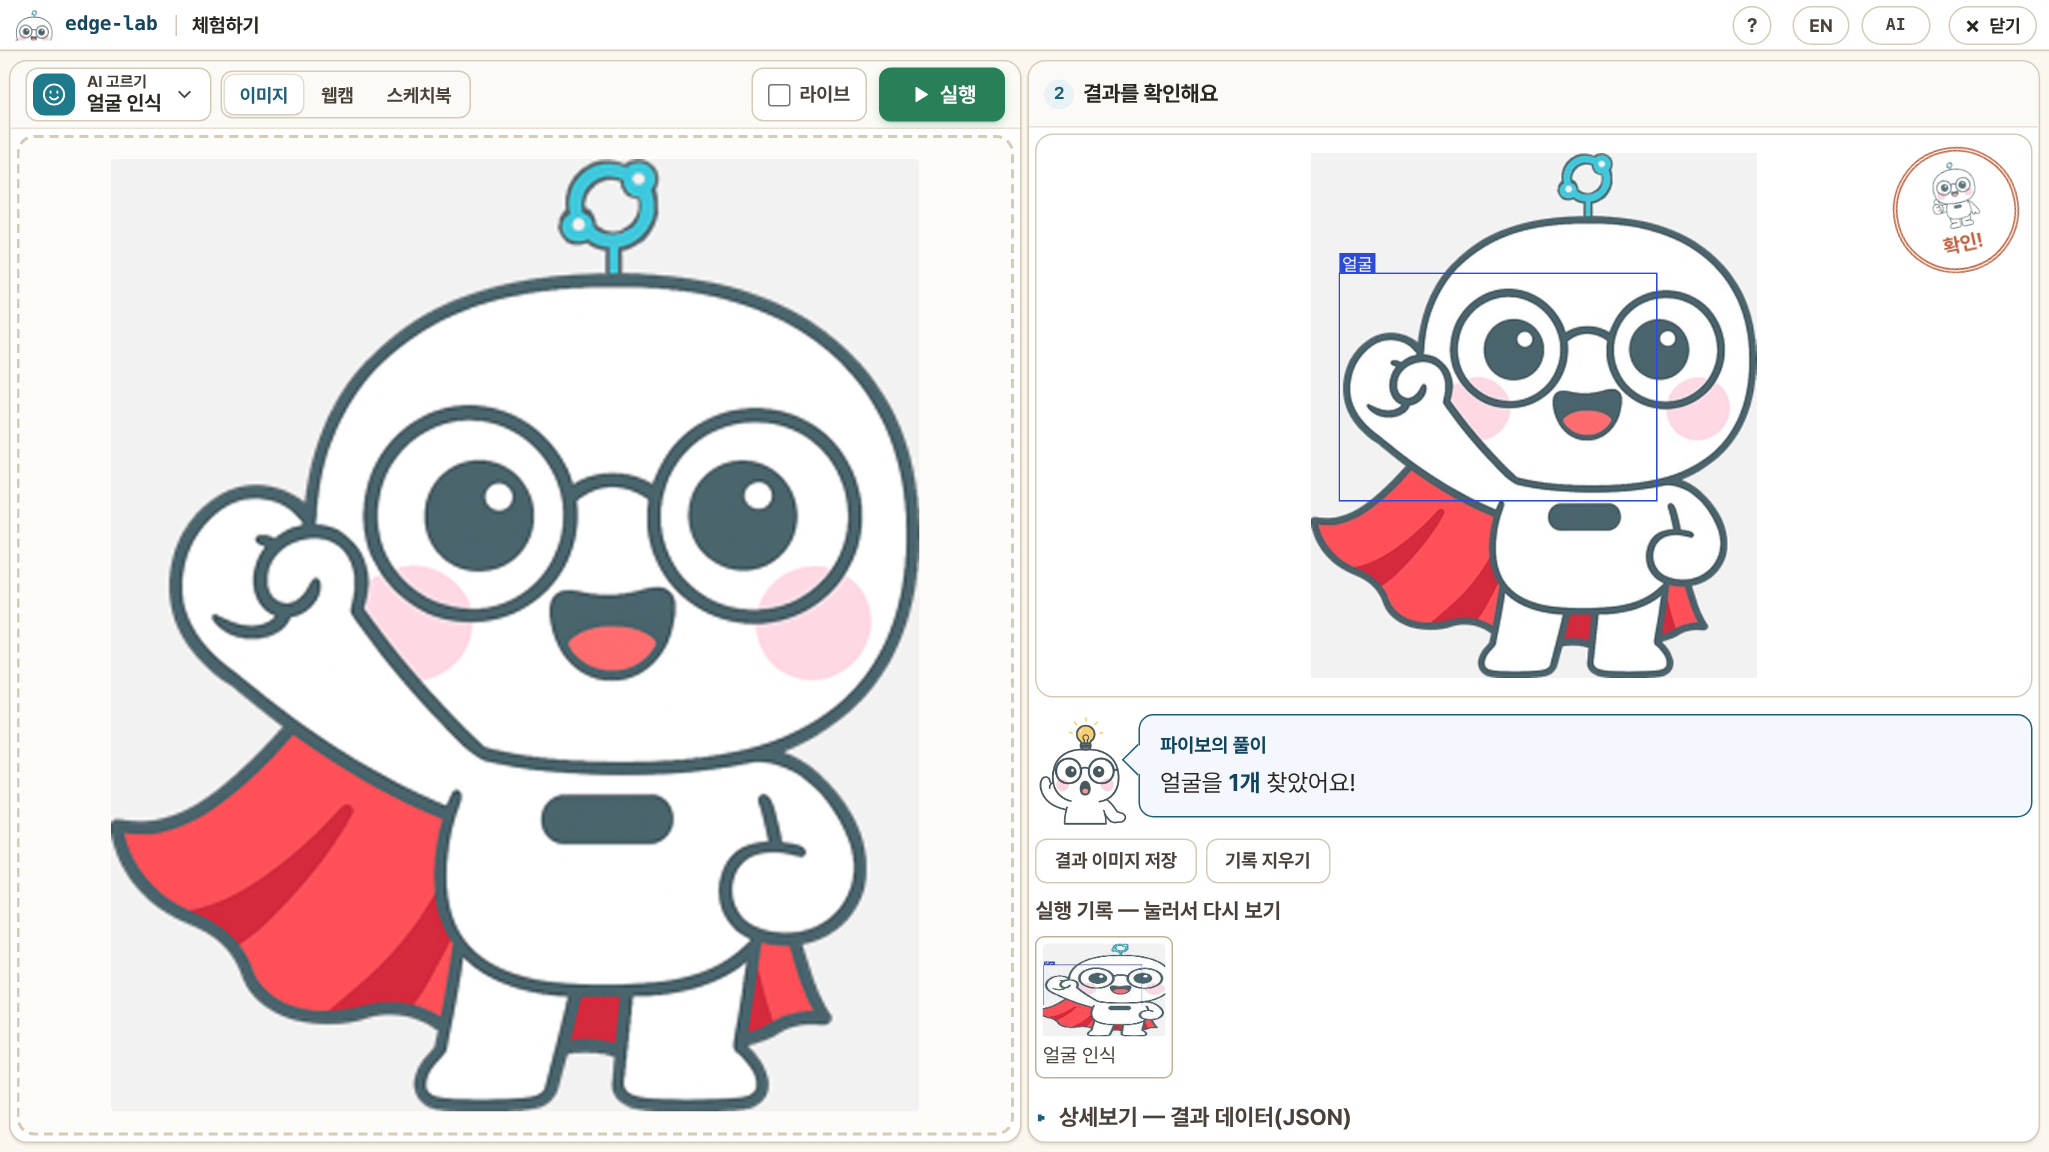 edge-lab
체험하기
?
EN
AI
× 닫기
AI 고르기
얼굴 인식
이미지
웹캠
스케치북
라이브
실행
2
결과를 확인해요
확인!
얼굴
파이보의 풀이
얼굴을 1개 찾았어요!
결과 이미지 저장
기록 지우기
실행 기록 — 눌러서 다시 보기
얼굴 인식
상세보기 — 결과 데이터(JSON)